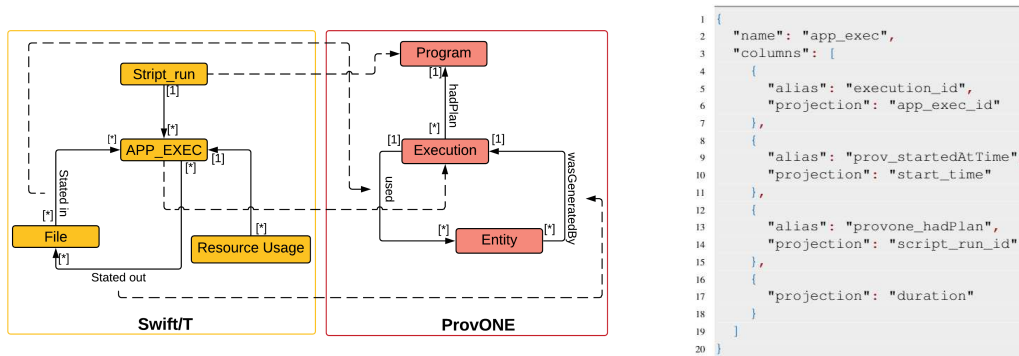 Stript_run
[1]
[*]
APP_EXEC
[*]
[*]
[1]
Stated in
[*]
File
[*]
[*]
Resource Usage
Stated out
Swift/T
Program
[1]
hadPlan
[*]
Execution
[1]
[1]
used
wasGeneratedBy
[*]
Entity
[*]
ProvONE
1 {
2 "name": "app_exec",
3 "columns": [
4 {
5 "alias": "execution_id",
6 "projection": "app_exec_id"
7 },
8 {
9 "alias": "prov_startedAtTime"
10 "projection": "start_time"
11 },
12 {
13 "alias": "provone_hadPlan",
14 "projection": "script_run_id"
15 },
16 {
17 "projection": "duration"
18 }
19 ]
20 }